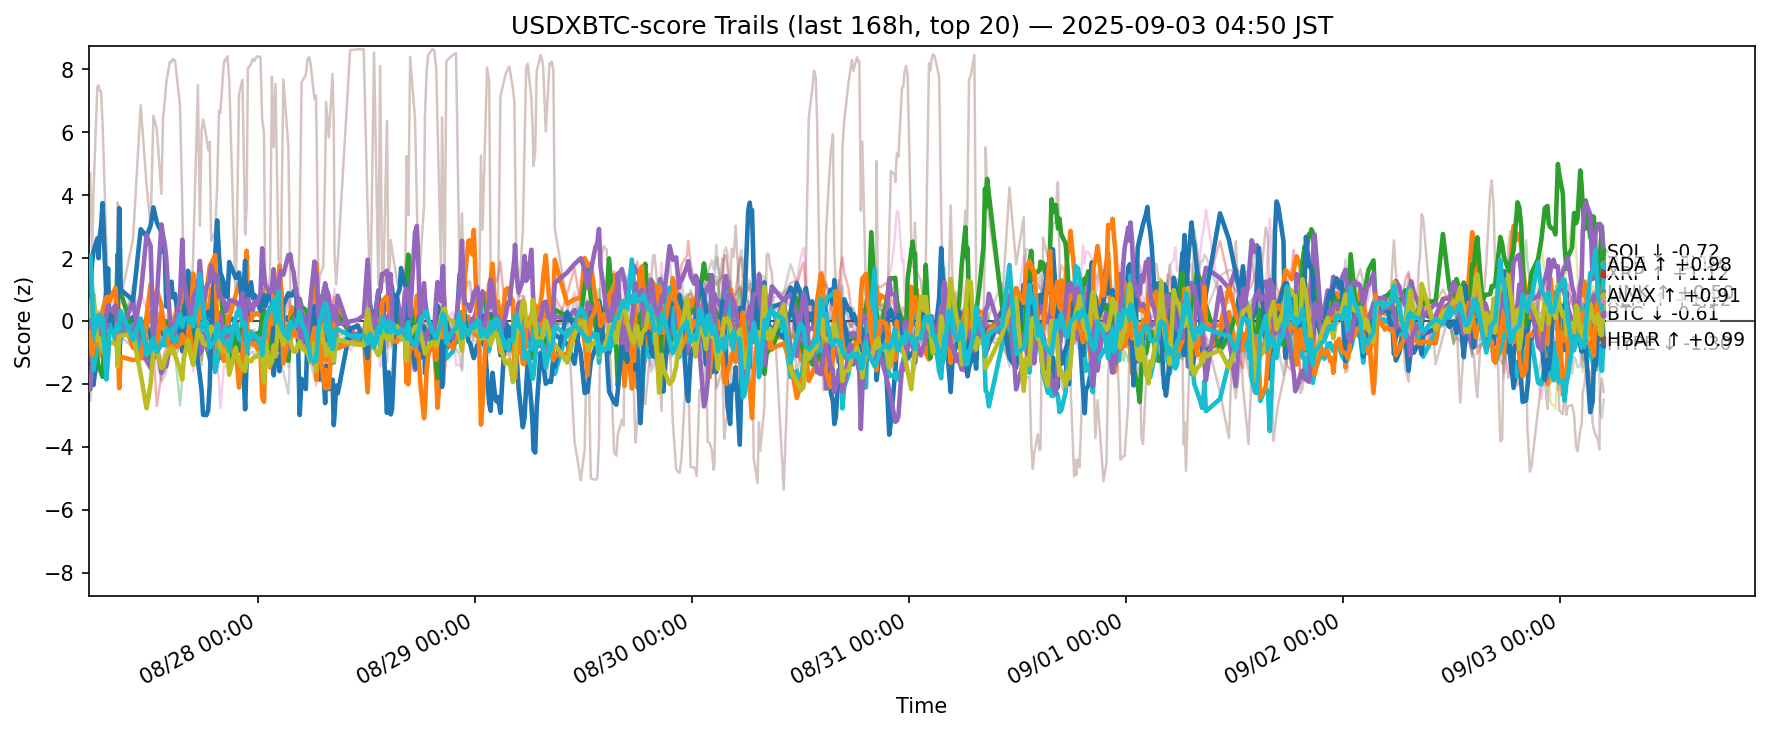 USDXBTC-score Trails (last 168h, top 20) — 2025-09-03 04:50 JST
Score (z)
8
6
4
2
0
−2
−4
−6
−8
SOL ↓ -0.72
ADA ↑ +0.98
XRP ↑ +1.12
AVAX ↑ +0.91
BTC ↓ -0.61
HBAR ↑ +0.99
08/28 00:00
08/29 00:00
08/30 00:00
08/31 00:00
09/01 00:00
09/02 00:00
09/03 00:00
Time